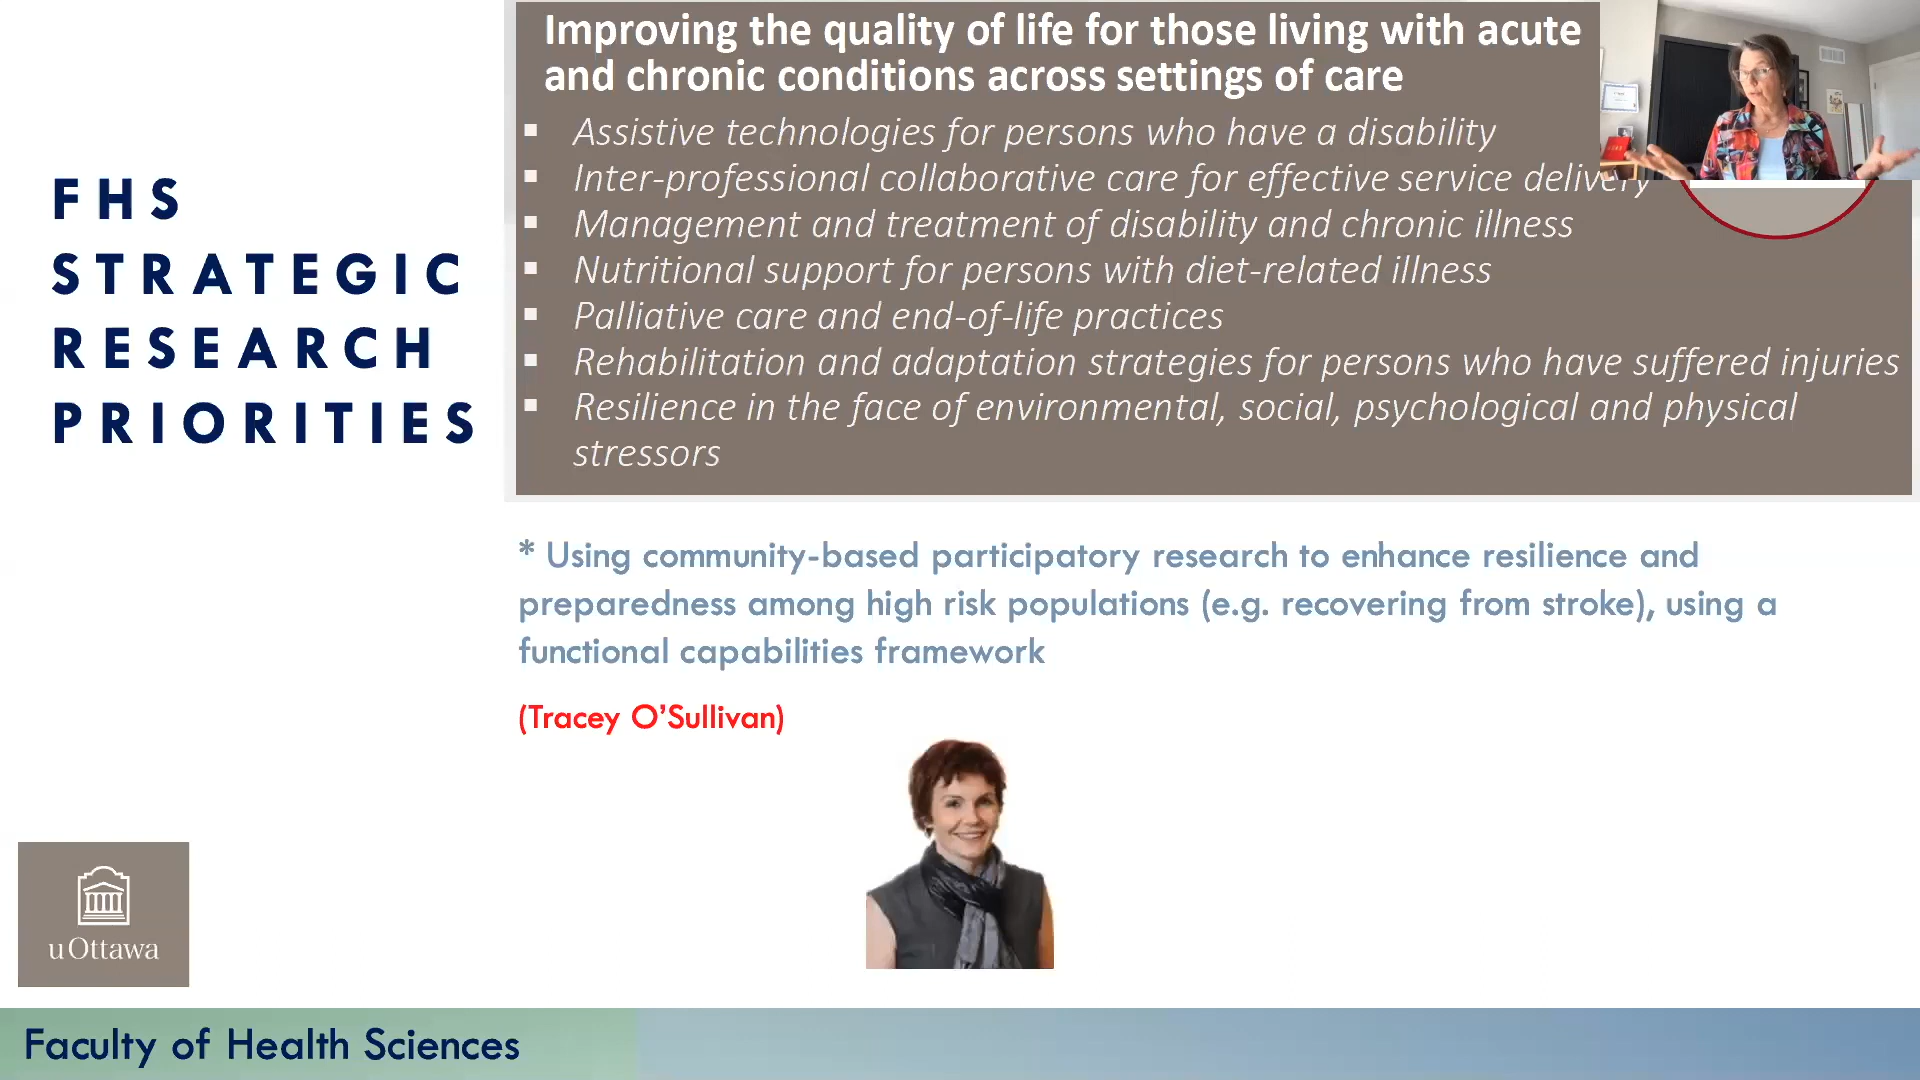 FHS
STRATEGIC
RESEARCH
PRIORITIES
Improving the quality of life for those living with acute
and chronic conditions across settings of care
▪ Assistive technologies for persons who have a disability
▪ Inter-professional collaborative care for effective service delivery
▪ Management and treatment of disability and chronic illness
▪ Nutritional support for persons with diet-related illness
▪ Palliative care and end-of-life practices
▪ Rehabilitation and adaptation strategies for persons who have suffered injuries
▪ Resilience in the face of environmental, social, psychological and physical
stressors
* Using community-based participatory research to enhance resilience and
preparedness among high risk populations (e.g. recovering from stroke), using a
functional capabilities framework
(Tracey O’Sullivan)
uOttawa
Faculty of Health Sciences